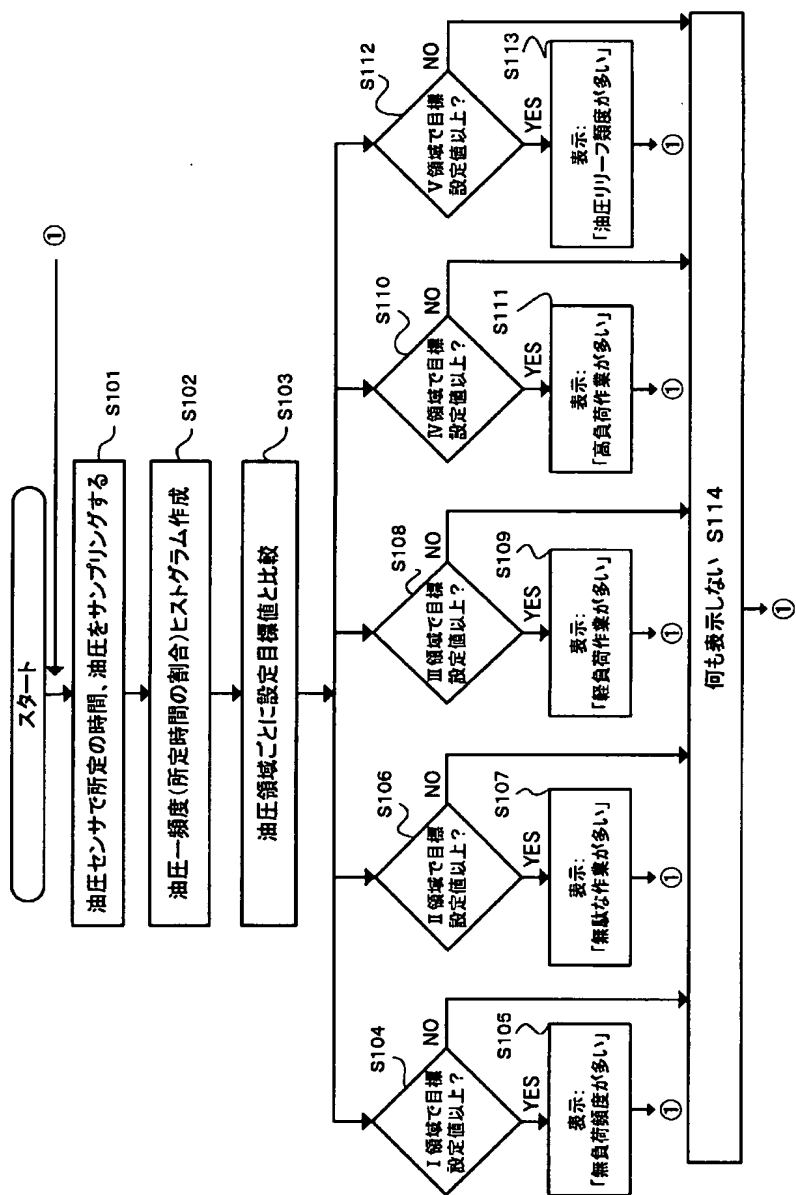 スタート
①
油圧センサで所定の時間、油圧をサンプリングする
S101
油圧ー頻度(所定時間の割合)ヒストグラム作成
S102
油圧領域ごとに設定目標値と比較
S103
Ⅰ領域で目標
設定値以上?
S104
NO
YES
表示:
「無負荷頻度が多い」
S105
①
Ⅱ領域で目標
設定値以上?
S106
NO
YES
表示:
「無駄な作業が多い」
S107
①
Ⅲ領域で目標
設定値以上?
S108
NO
YES
表示:
「軽負荷作業が多い」
S109
①
Ⅳ領域で目標
設定値以上?
S110
NO
YES
表示:
「高負荷作業が多い」
S111
①
Ⅴ領域で目標
設定値以上?
S112
NO
YES
表示:
「油圧リリーフ類度が多い」
S113
①
何も表示しない S114
①